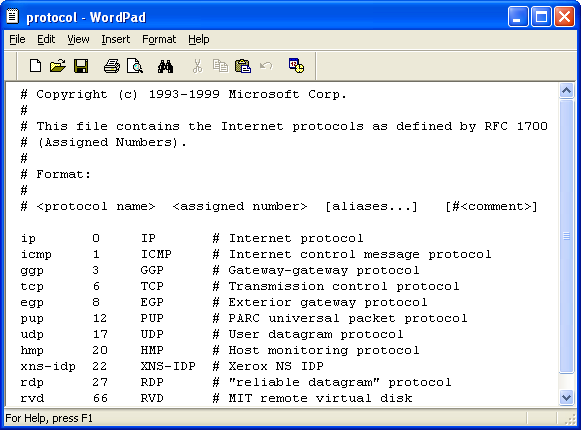 protocol - WordPad
File Edit View Insert Format Help
# Copyright (c) 1993-1999 Microsoft Corp.
#
# This file contains the Internet protocols as defined by RFC 1700
# (Assigned Numbers).
#
# Format:
#
# <protocol name>  <assigned number>  [aliases...]   [#<comment>]
ip       0     IP       # Internet protocol
icmp     1     ICMP     # Internet control message protocol
ggp      3     GGP      # Gateway-gateway protocol
tcp      6     TCP      # Transmission control protocol
egp      8     EGP      # Exterior gateway protocol
pup      12    PUP      # PARC universal packet protocol
udp      17    UDP      # User datagram protocol
hmp      20    HMP      # Host monitoring protocol
xns-idp  22    XNS-IDP  # Xerox NS IDP
rdp      27    RDP      # "reliable datagram" protocol
rvd      66    RVD      # MIT remote virtual disk
For Help, press F1